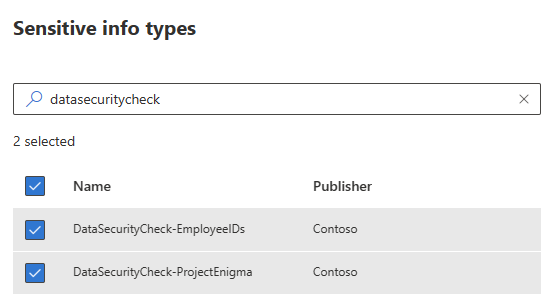 Sensitive info types
datasecuritycheck
2 selected
Name Publisher
DataSecurityCheck-EmployeeIDs Contoso
DataSecurityCheck-ProjectEnigma Contoso